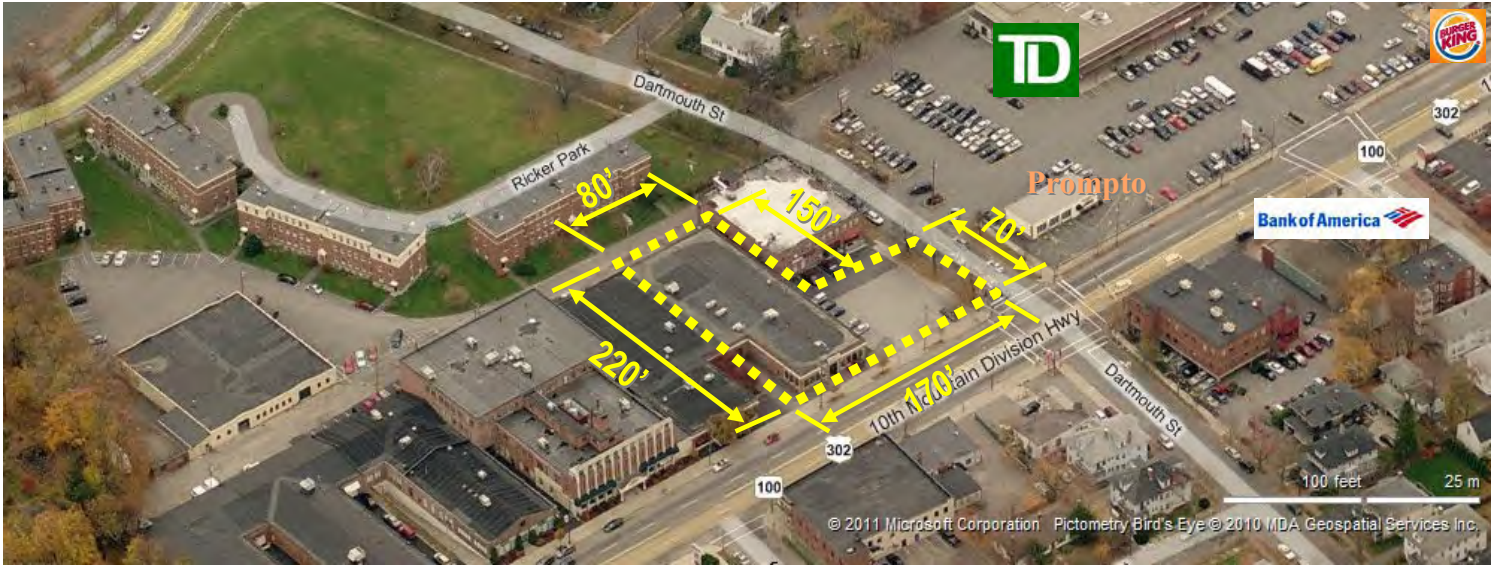 TD
BURGER KING
302
100
Dartmouth St
Ricker Park
Prompto
Bank of America
80'
150'
70'
220'
170'
10th Mountain Division Hwy
Dartmouth St
302
100
100 feet 25 m
© 2011 Microsoft Corporation Pictometry Bird's Eye © 2010 MDA Geospatial Services Inc.